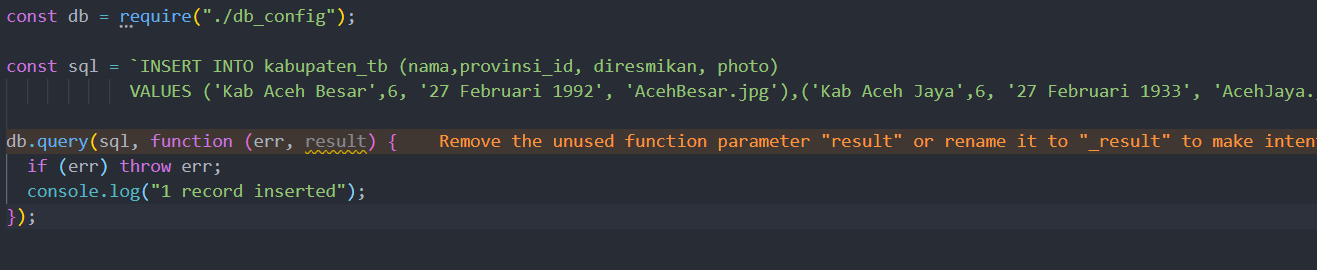 const db = require("./db_config");
const sql = `INSERT INTO kabupaten_tb (nama,provinsi_id, diresmikan, photo)
VALUES ('Kab Aceh Besar',6, '27 Februari 1992', 'AcehBesar.jpg'),('Kab Aceh Jaya',6, '27 Februari 1933', 'AcehJaya.
db.query(sql, function (err, result) { Remove the unused function parameter "result" or rename it to "_result" to make inten
if (err) throw err;
console.log("1 record inserted");
});